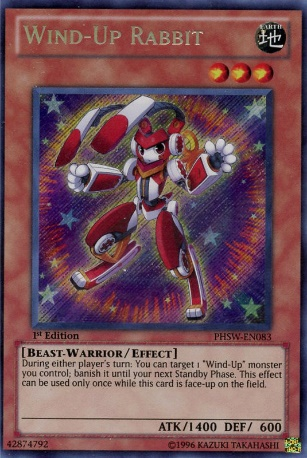 WIND-UP RABBIT
EARTH
地
1st Edition
PHSW-EN083
[BEAST-WARRIOR/EFFECT]
During either player's turn: You can target 1 "Wind-Up" monster
you control; banish it until your next Standby Phase. This effect
can be used only once while this card is face-up on the field.
ATK/1400 DEF/ 600
42874792
©1996 KAZUKI TAKAHASHI